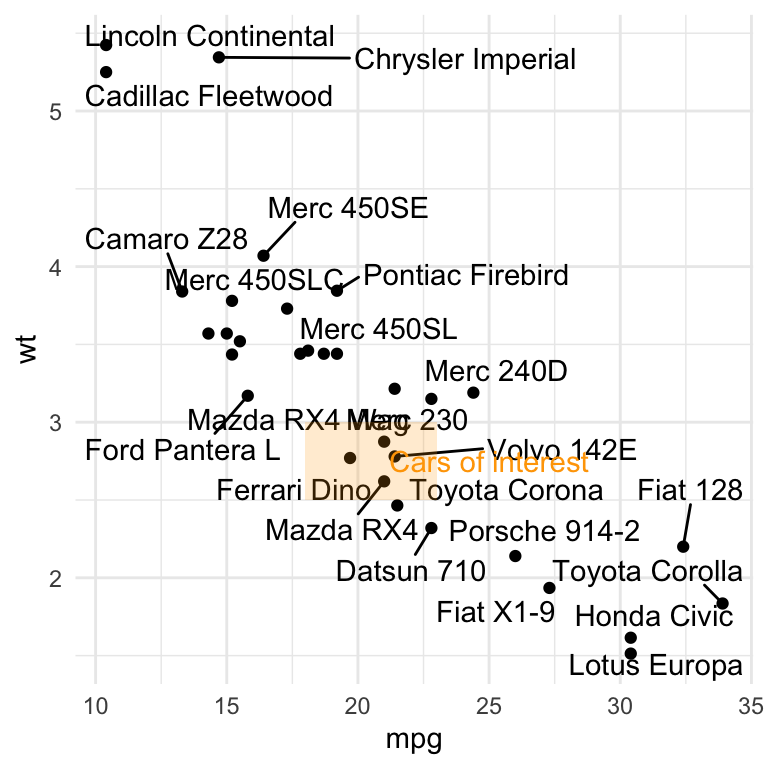 Lincoln Continental
Chrysler Imperial
Cadillac Fleetwood
5
Merc 450SE
Camaro Z28
4
Merc 450SLC
Pontiac Firebird
Merc 450SL
wt
Merc 240D
3
Mazda RX4 Wag
Merc 230
Ford Pantera L
Volvo 142E
Cars of Interest
Ferrari Dino
Toyota Corona
Fiat 128
Mazda RX4
Porsche 914-2
Datsun 710
2
Toyota Corolla
Fiat X1-9
Honda Civic
Lotus Europa
10 15 20 25 30 35
mpg